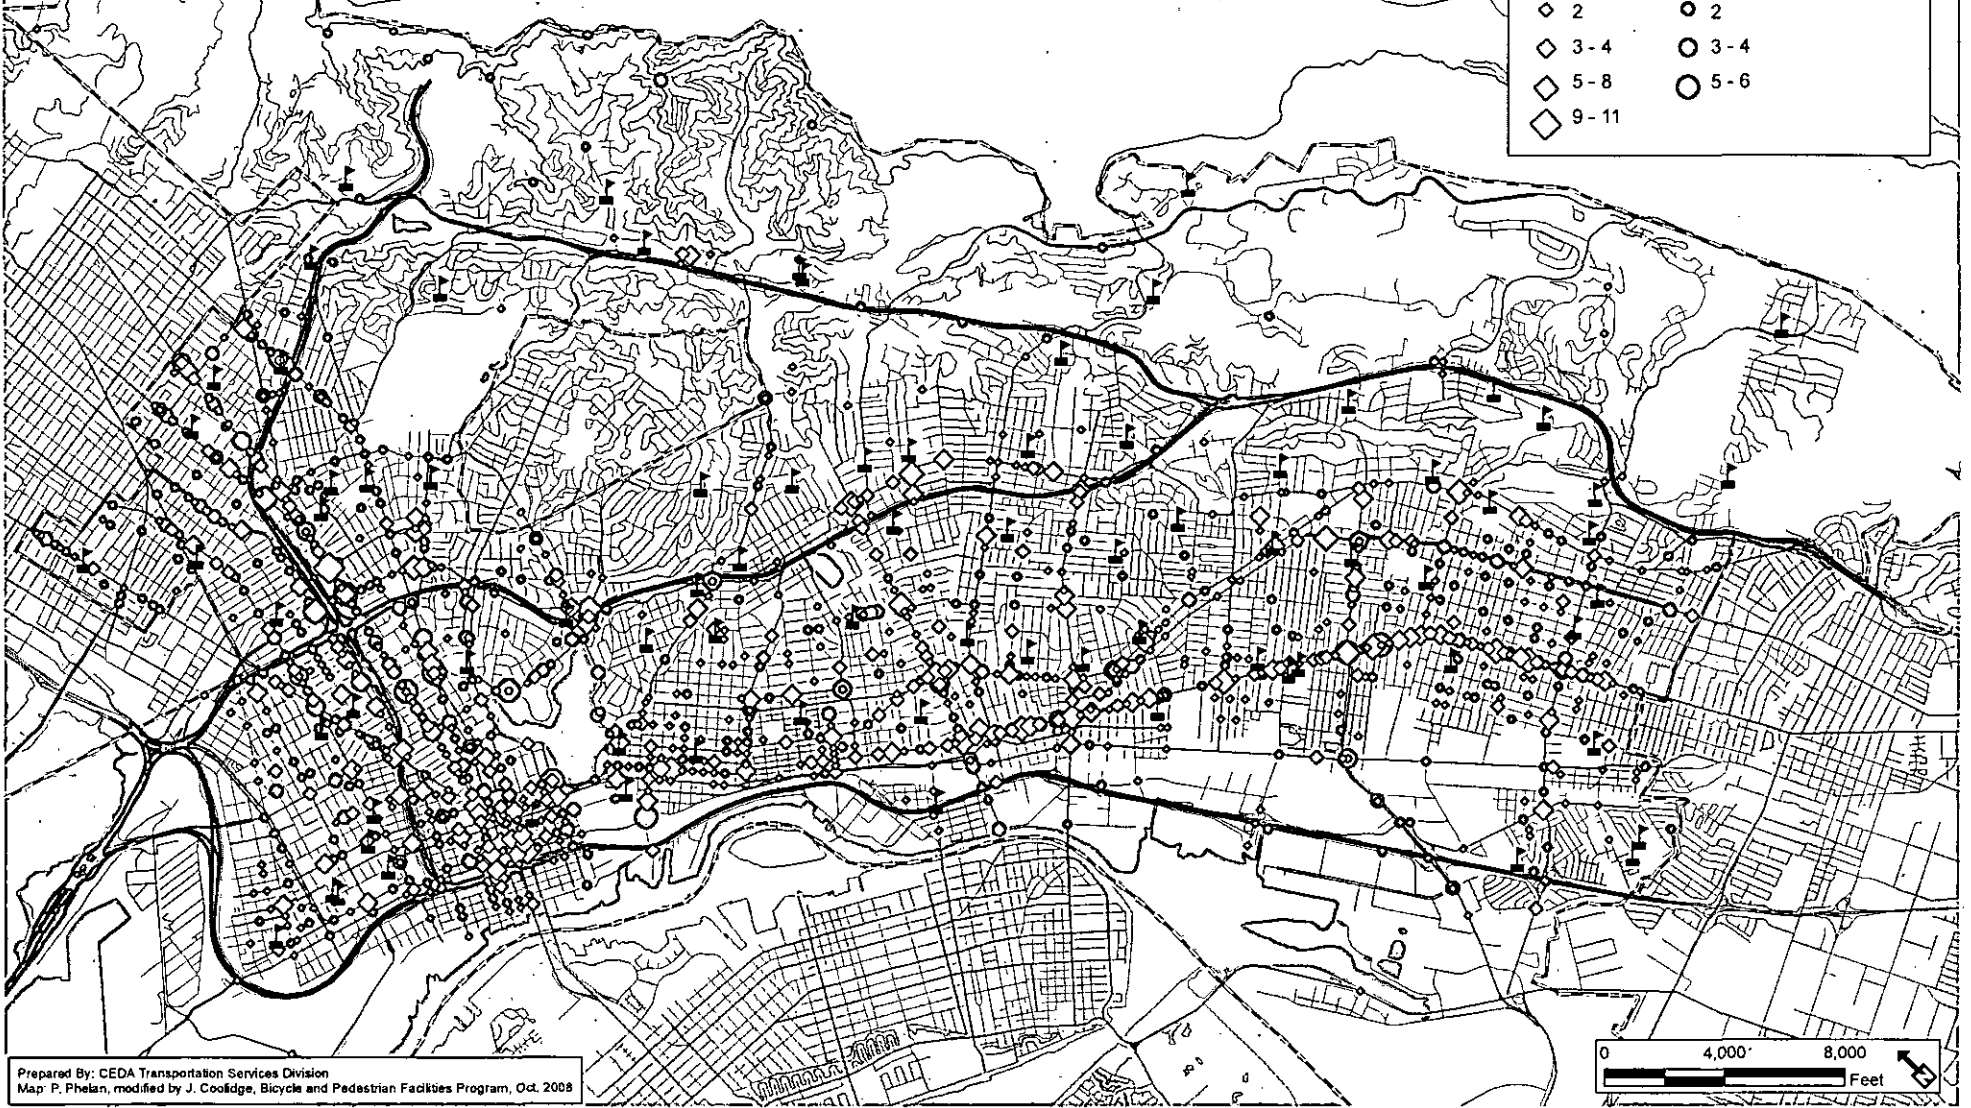 2 2
3 - 4 3 - 4
5 - 8 5 - 6
9 - 11
Prepared By: CEDA Transportation Services Division
Map: P. Phelan, modified by J. Coolidge, Bicycle and Pedestrian Facilities Program, Oct. 2008
0 4,000 8,000
Feet